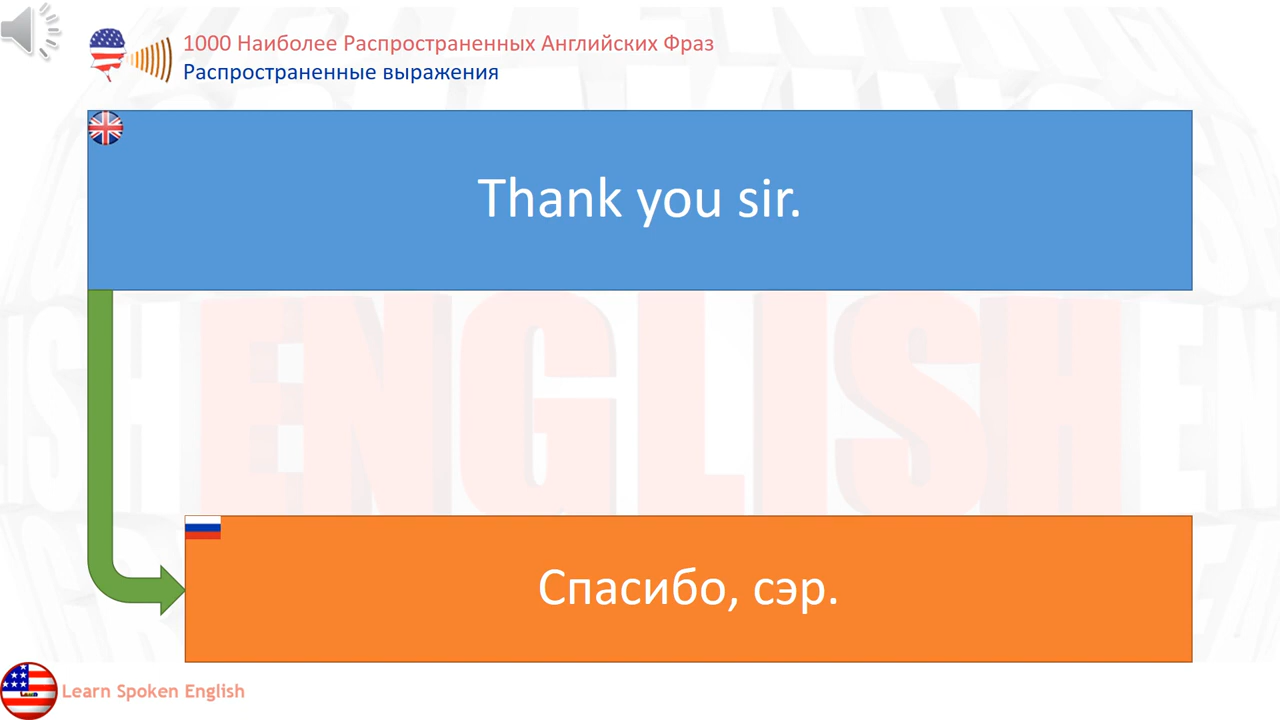 1000 Наиболее Распространенных Английских Фраз
Распространенные выражения
Thank you sir.
Спасибо, сэр.
Learn Spoken English